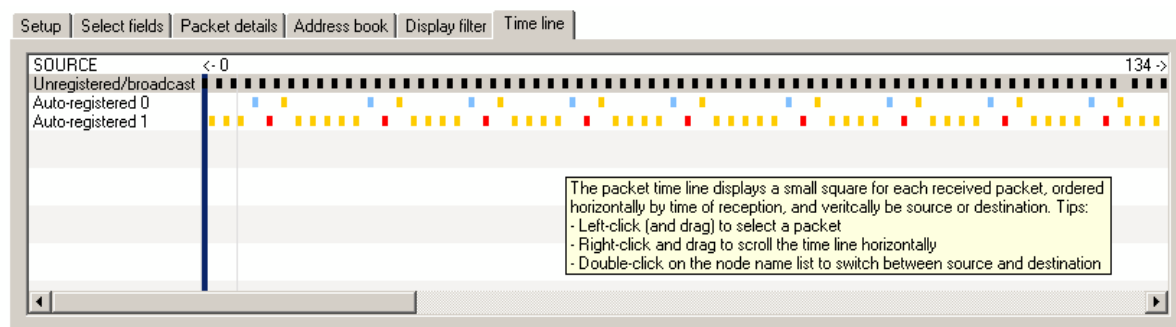 Setup Select fields Packet details Address book Display filter Time line
SOURCE <- 0 134 ->
Unregistered/broadcast
Auto-registered 0
Auto-registered 1
The packet time line displays a small square for each received packet, ordered
horizontally by time of reception, and veritcally be source or destination. Tips:
- Left-click (and drag) to select a packet
- Right-click and drag to scroll the time line horizontally
- Double-click on the node name list to switch between source and destination